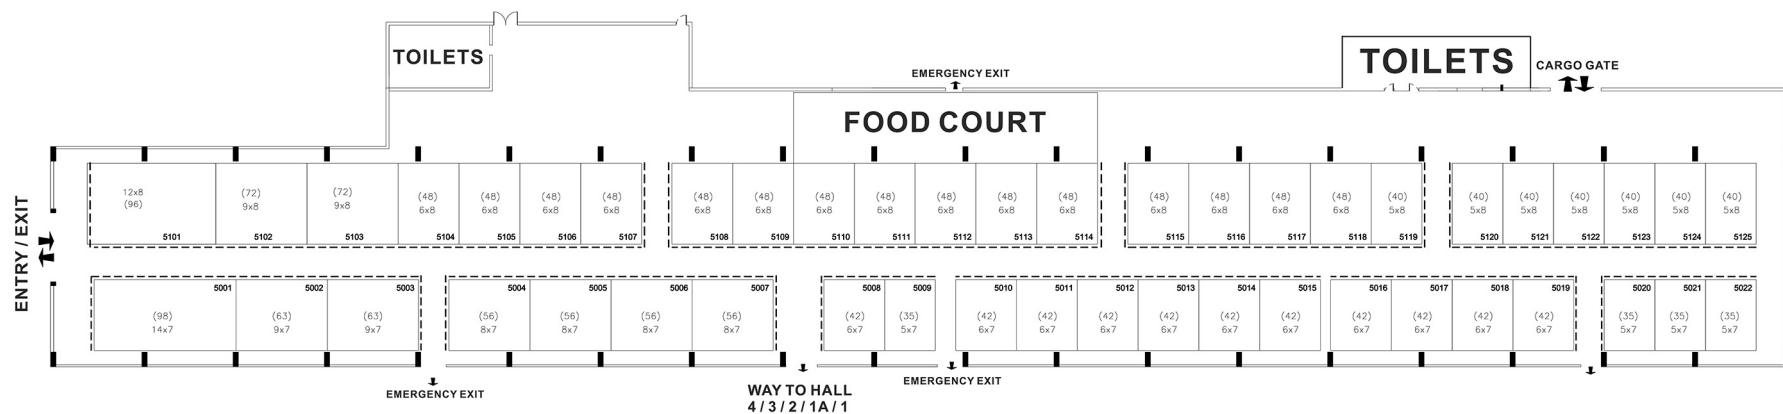 TOILETS
TOILETS
CARGO GATE
EMERGENCY EXIT
FOOD COURT
ENTRY / EXIT
12x8
(96)
5101
(72)
9x8
5102
(72)
9x8
5103
(48)
6x8
5104
(48)
6x8
5105
(48)
6x8
5106
(48)
6x8
5107
(48)
6x8
5108
(48)
6x8
5109
(48)
6x8
5110
(48)
6x8
5111
(48)
6x8
5112
(48)
6x8
5113
(48)
6x8
5114
(48)
6x8
5115
(48)
6x8
5116
(48)
6x8
5117
(48)
6x8
5118
(40)
5x8
5119
(40)
5x8
5120
(40)
5x8
5121
(40)
5x8
5122
(40)
5x8
5123
(40)
5x8
5124
(40)
5x8
5125
5001
(98)
14x7
5002
(63)
9x7
5003
(63)
9x7
5004
(56)
8x7
5005
(56)
8x7
5006
(56)
8x7
5007
(56)
8x7
5008
(42)
6x7
5009
(35)
5x7
5010
(42)
6x7
5011
(42)
6x7
5012
(42)
6x7
5013
(42)
6x7
5014
(42)
6x7
5015
(42)
6x7
5016
(42)
6x7
5017
(42)
6x7
5018
(42)
6x7
5019
(42)
6x7
5020
(35)
5x7
5021
(35)
5x7
5022
(35)
5x7
EMERGENCY EXIT
WAY TO HALL
4 / 3 / 2 / 1A / 1
EMERGENCY EXIT